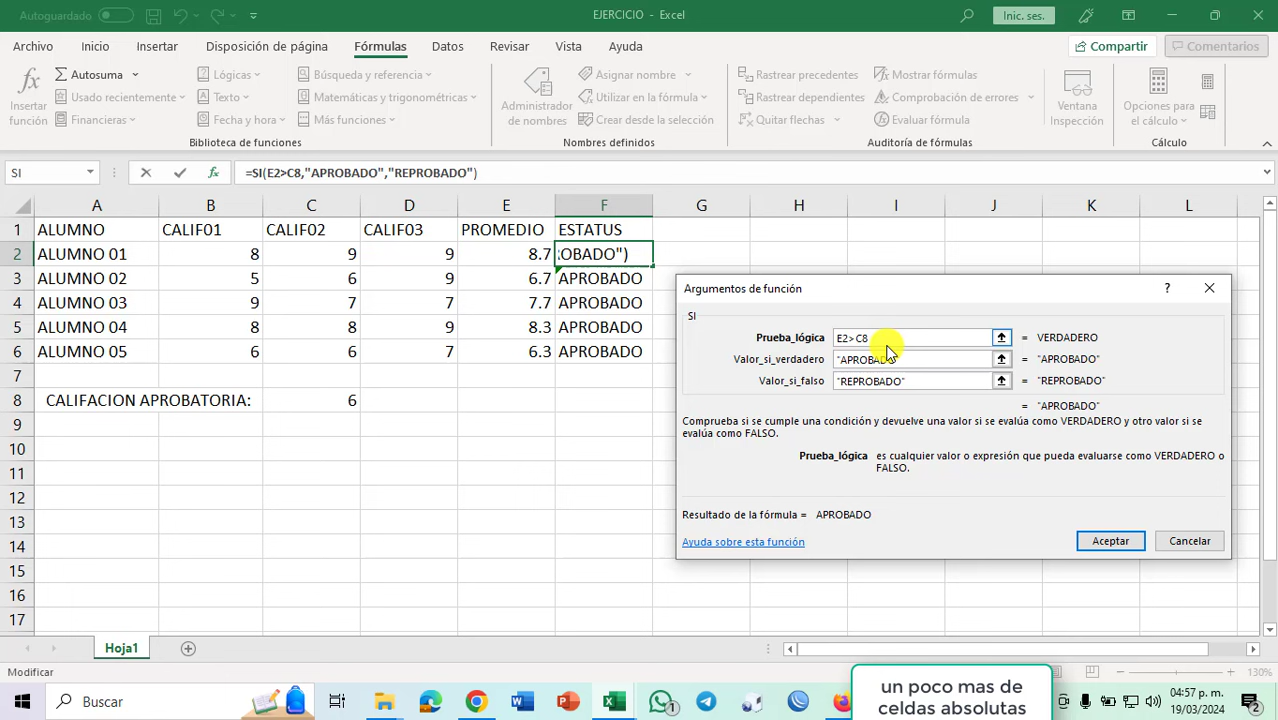 Autoguardado
EJERCICIO - Excel
Inic. ses.
Archivo Inicio Insertar Disposición de página Fórmulas Datos Revisar Vista Ayuda
Compartir Comentarios
Insertar función
Autosuma
Usado recientemente
Financieras
Lógicas
Texto
Fecha y hora
Búsqueda y referencia
Matemáticas y trigonométricas
Más funciones
Biblioteca de funciones
Administrador de nombres
Asignar nombre
Utilizar en la fórmula
Crear desde la selección
Nombres definidos
Rastrear precedentes
Rastrear dependientes
Quitar flechas
Mostrar fórmulas
Comprobación de errores
Evaluar fórmula
Auditoría de fórmulas
Ventana Inspección
Opciones para el cálculo
Cálculo
SI
fx
=SI(E2>C8,"APROBADO","REPROBADO")
A B C D E F G H I J K L
1 ALUMNO CALIF01 CALIF02 CALIF03 PROMEDIO ESTATUS
2 ALUMNO 01 8 9 9 8.7 OBADO")
3 ALUMNO 02 5 6 9 6.7 APROBADO
4 ALUMNO 03 9 7 7 7.7 APROBADO
5 ALUMNO 04 8 8 9 8.3 APROBADO
6 ALUMNO 05 6 6 7 6.3 APROBADO
7
8 CALIFACION APROBATORIA: 6
9
10
11
12
13
14
15
16
17
Argumentos de función ?
SI
Prueba_lógica E2>C8 = VERDADERO
Valor_si_verdadero "APROBADO" = "APROBADO"
Valor_si_falso "REPROBADO" = "REPROBADO"
= "APROBADO"
Comprueba si se cumple una condición y devuelve una valor si se evalúa como VERDADERO y otro valor si se
evalúa como FALSO.
Prueba_lógica es cualquier valor o expresión que pueda evaluarse como VERDADERO o
FALSO.
Resultado de la fórmula = APROBADO
Ayuda sobre esta función
Aceptar Cancelar
Hoja1
Modificar
130%
un poco mas de
celdas absolutas
Buscar
1
04:57 p. m.
19/03/2024
2